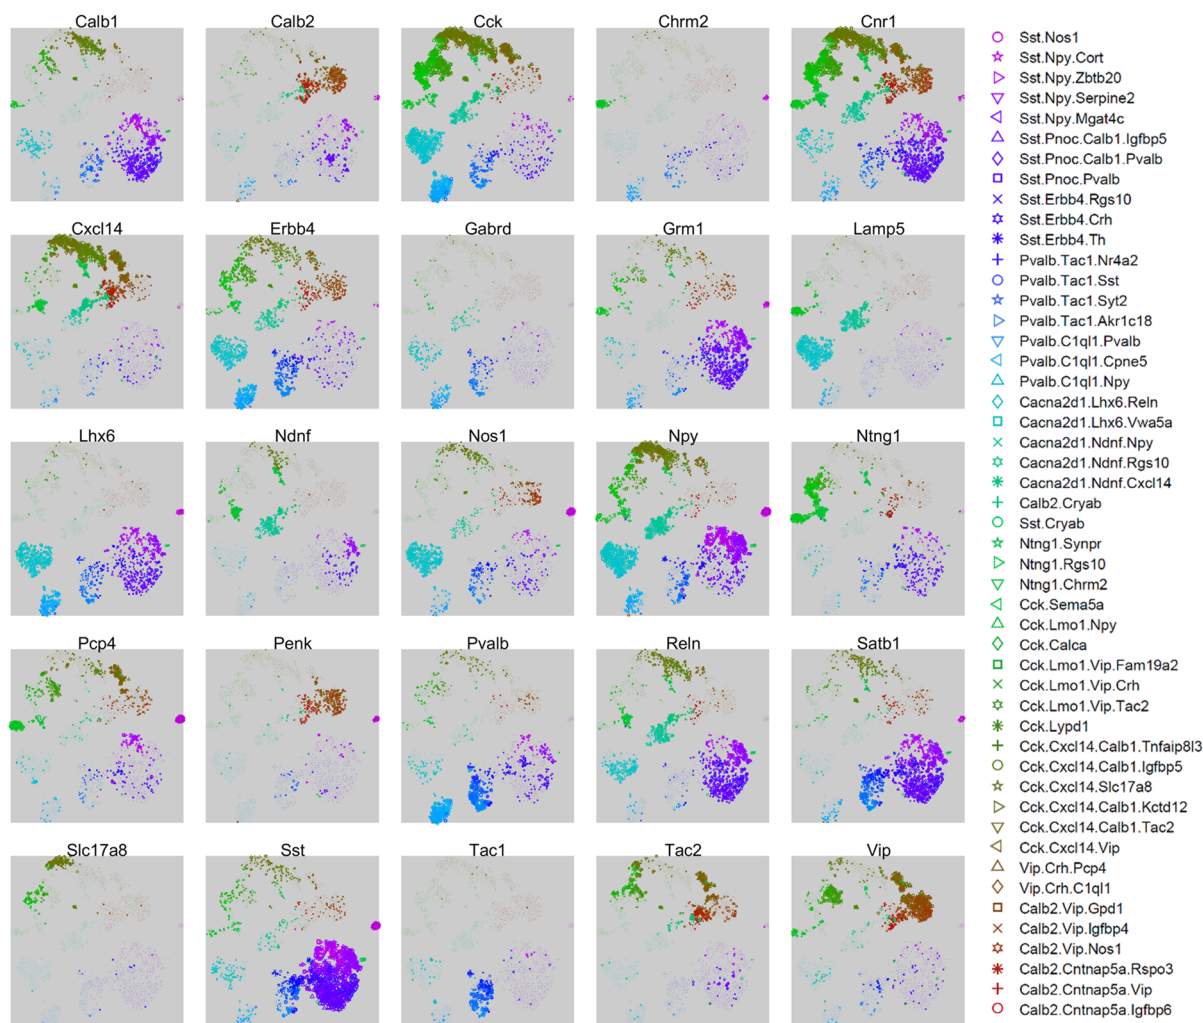 Calb1 Calb2 Cck Chrm2 Cnr1
Cxcl14 Erbb4 Gabrd Grm1 Lamp5
Lhx6 Ndnf Nos1 Npy Ntng1
Pcp4 Penk Pvalb Reln Satb1
Slc17a8 Sst Tac1 Tac2 Vip
Sst.Nos1
Sst.Npy.Cort
Sst.Npy.Zbtb20
Sst.Npy.Serpine2
Sst.Npy.Mgat4c
Sst.Pnoc.Calb1.Igfbp5
Sst.Pnoc.Calb1.Pvalb
Sst.Pnoc.Pvalb
Sst.Erbb4.Rgs10
Sst.Erbb4.Crh
Sst.Erbb4.Th
Pvalb.Tac1.Nr4a2
Pvalb.Tac1.Sst
Pvalb.Tac1.Syt2
Pvalb.Tac1.Akr1c18
Pvalb.C1ql1.Pvalb
Pvalb.C1ql1.Cpne5
Pvalb.C1ql1.Npy
Cacna2d1.Lhx6.Reln
Cacna2d1.Lhx6.Vwa5a
Cacna2d1.Ndnf.Npy
Cacna2d1.Ndnf.Rgs10
Cacna2d1.Ndnf.Cxcl14
Calb2.Cryab
Sst.Cryab
Ntng1.Synpr
Ntng1.Rgs10
Ntng1.Chrm2
Cck.Sema5a
Cck.Lmo1.Npy
Cck.Calca
Cck.Lmo1.Vip.Fam19a2
Cck.Lmo1.Vip.Crh
Cck.Lmo1.Vip.Tac2
Cck.Lypd1
Cck.Cxcl14.Calb1.Tnfaip8l3
Cck.Cxcl14.Calb1.Igfbp5
Cck.Cxcl14.Slc17a8
Cck.Cxcl14.Calb1.Kctd12
Cck.Cxcl14.Calb1.Tac2
Cck.Cxcl14.Vip
Vip.Crh.Pcp4
Vip.Crh.C1ql1
Calb2.Vip.Gpd1
Calb2.Vip.Igfbp4
Calb2.Vip.Nos1
Calb2.Cntnap5a.Rspo3
Calb2.Cntnap5a.Vip
Calb2.Cntnap5a.Igfbp6